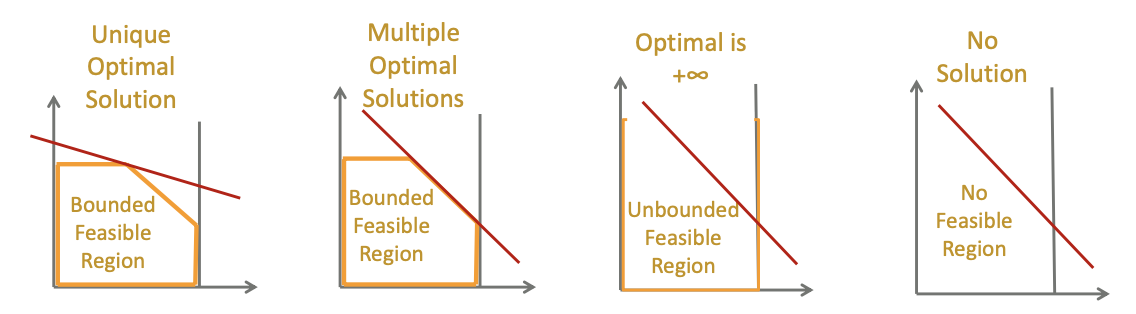 Unique
Optimal
Solution
Bounded
Feasible
Region
Multiple
Optimal
Solutions
Bounded
Feasible
Region
Optimal is
+∞
Unbounded
Feasible
Region
No
Solution
No
Feasible
Region